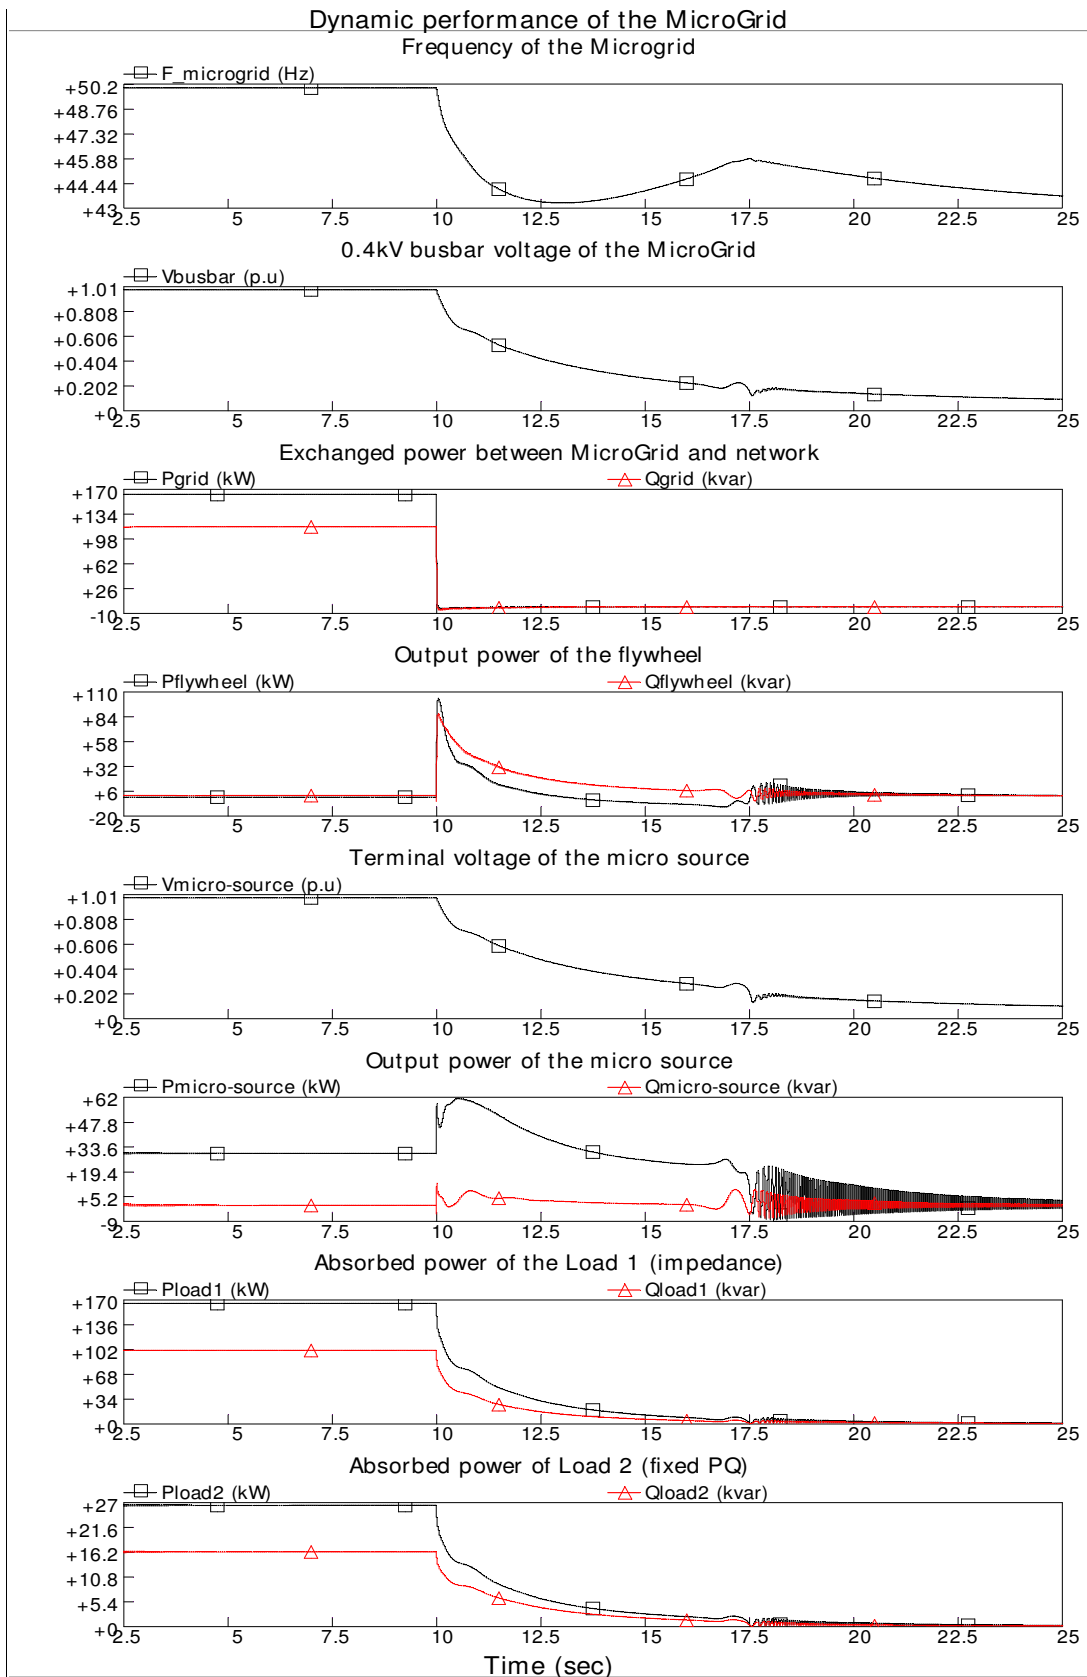 Dynamic performance of the MicroGrid
Frequency of the Microgrid
F_microgrid (Hz)
+50.2
+48.76
+47.32
+45.88
+44.44
+43
2.5 5 7.5 10 12.5 15 17.5 20 22.5 25
0.4kV busbar voltage of the MicroGrid
Vbusbar (p.u)
+1.01
+0.808
+0.606
+0.404
+0.202
+0
2.5 5 7.5 10 12.5 15 17.5 20 22.5 25
Exchanged power between MicroGrid and network
Pgrid (kW) Qgrid (kvar)
+170
+134
+98
+62
+26
-10
2.5 5 7.5 10 12.5 15 17.5 20 22.5 25
Output power of the flywheel
Pflywheel (kW) Qflywheel (kvar)
+110
+84
+58
+32
+6
-20
2.5 5 7.5 10 12.5 15 17.5 20 22.5 25
Terminal voltage of the micro source
Vmicro-source (p.u)
+1.01
+0.808
+0.606
+0.404
+0.202
+0
2.5 5 7.5 10 12.5 15 17.5 20 22.5 25
Output power of the micro source
Pmicro-source (kW) Qmicro-source (kvar)
+62
+47.8
+33.6
+19.4
+5.2
-9
2.5 5 7.5 10 12.5 15 17.5 20 22.5 25
Absorbed power of the Load 1 (impedance)
Pload1 (kW) Qload1 (kvar)
+170
+136
+102
+68
+34
+0
2.5 5 7.5 10 12.5 15 17.5 20 22.5 25
Absorbed power of Load 2 (fixed PQ)
Pload2 (kW) Qload2 (kvar)
+27
+21.6
+16.2
+10.8
+5.4
+0
2.5 5 7.5 10 12.5 15 17.5 20 22.5 25
Time (sec)